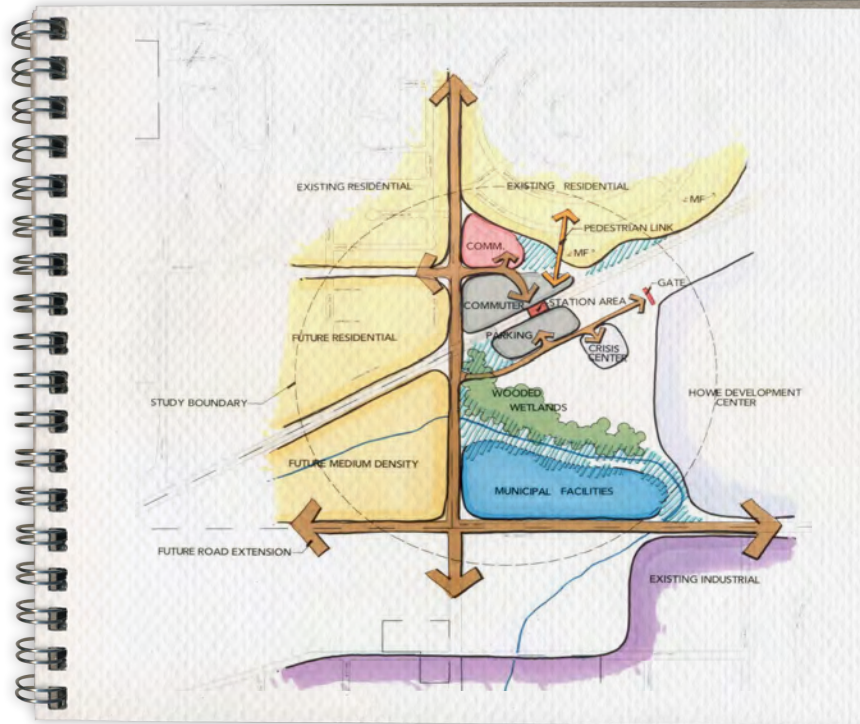 EXISTING RESIDENTIAL
EXISTING RESIDENTIAL
MF
PEDESTRIAN LINK
COMM.
MF
GATE
COMMUTER
STATION AREA
FUTURE RESIDENTIAL
PARKING
CRISIS
CENTER
STUDY BOUNDARY
WOODED
WETLANDS
HOWE DEVELOPMENT
CENTER
FUTURE MEDIUM DENSITY
MUNICIPAL FACILITIES
FUTURE ROAD EXTENSION
EXISTING INDUSTRIAL